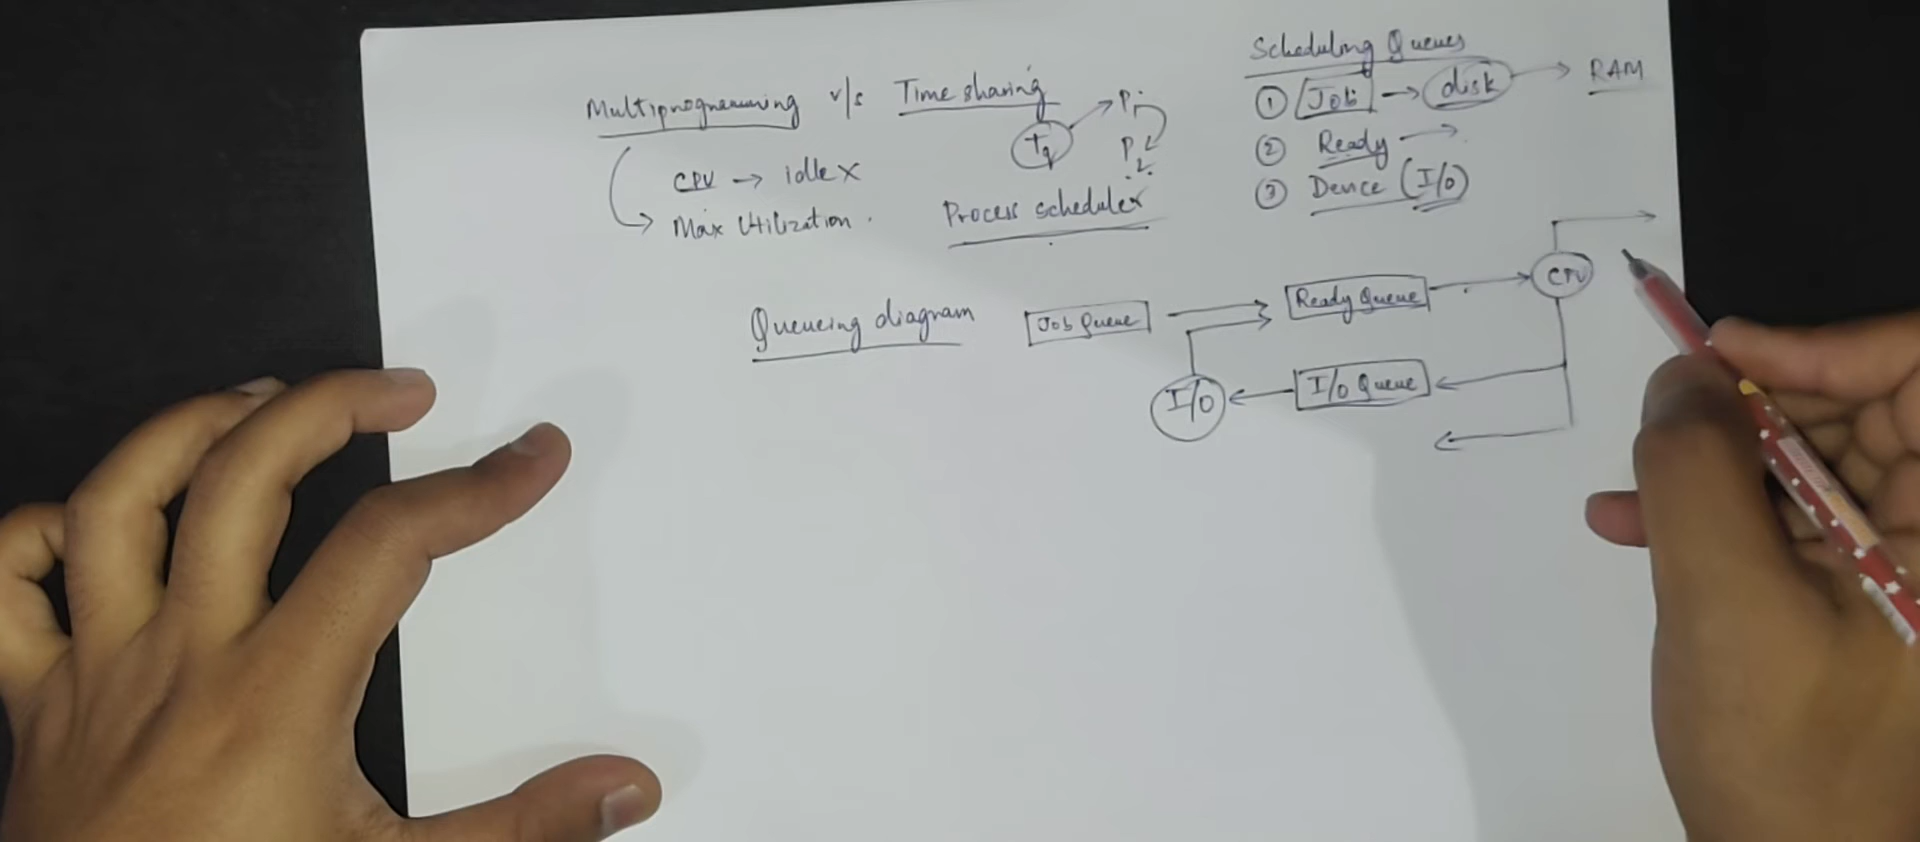 Multiprogramming v/s Time sharing
Tq → P1
P2
CPU → idle X
→ Max Utilization.
Process scheduler
Scheduling Queues
① Job → disk → RAM
② Ready →
③ Device (I/O)
Queueing diagram
Job Queue
Ready Queue
CPU
I/O
I/O Queue